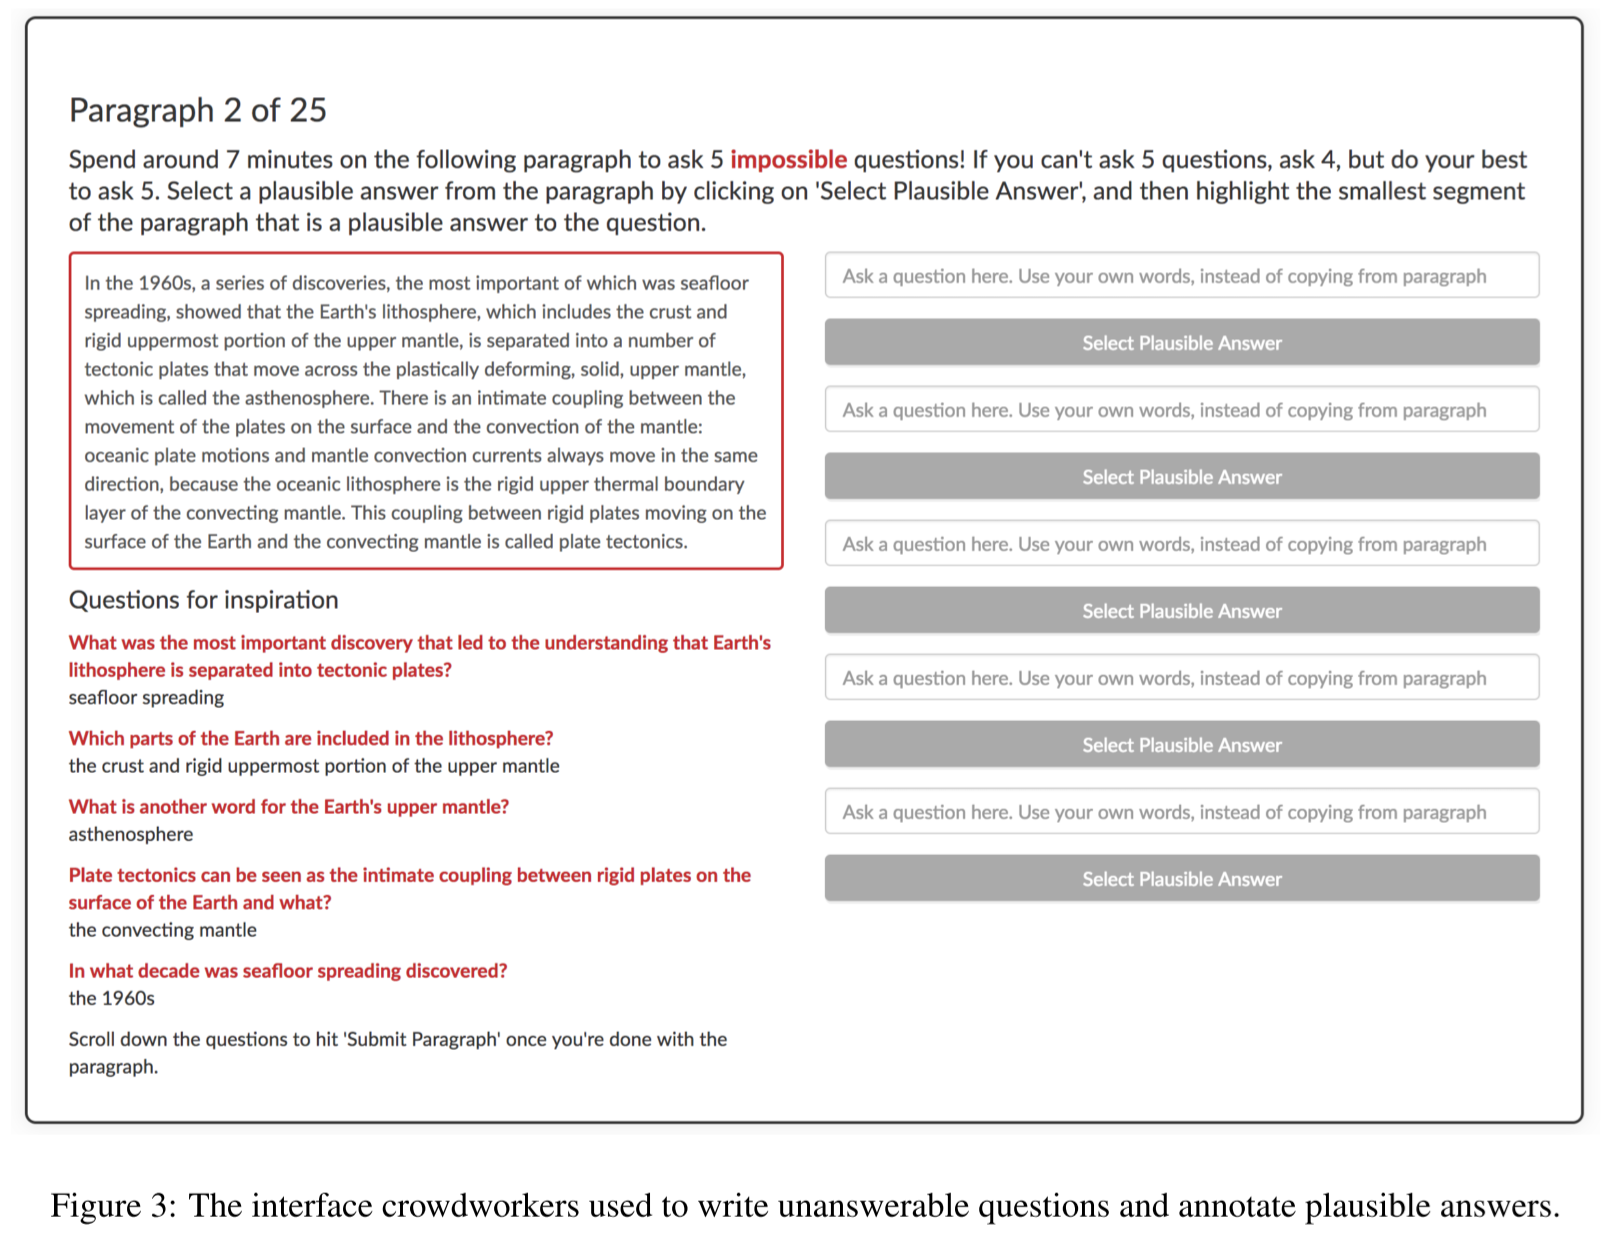 Paragraph 2 of 25
Spend around 7 minutes on the following paragraph to ask 5 impossible questions! If you can't ask 5 questions, ask 4, but do your best
to ask 5. Select a plausible answer from the paragraph by clicking on 'Select Plausible Answer', and then highlight the smallest segment
of the paragraph that is a plausible answer to the question.
In the 1960s, a series of discoveries, the most important of which was seafloor
spreading, showed that the Earth's lithosphere, which includes the crust and
rigid uppermost portion of the upper mantle, is separated into a number of
tectonic plates that move across the plastically deforming, solid, upper mantle,
which is called the asthenosphere. There is an intimate coupling between the
movement of the plates on the surface and the convection of the mantle:
oceanic plate motions and mantle convection currents always move in the same
direction, because the oceanic lithosphere is the rigid upper thermal boundary
layer of the convecting mantle. This coupling between rigid plates moving on the
surface of the Earth and the convecting mantle is called plate tectonics.
Questions for inspiration
What was the most important discovery that led to the understanding that Earth's
lithosphere is separated into tectonic plates?
seafloor spreading
Which parts of the Earth are included in the lithosphere?
the crust and rigid uppermost portion of the upper mantle
What is another word for the Earth's upper mantle?
asthenosphere
Plate tectonics can be seen as the intimate coupling between rigid plates on the
surface of the Earth and what?
the convecting mantle
In what decade was seafloor spreading discovered?
the 1960s
Scroll down the questions to hit 'Submit Paragraph' once you're done with the
paragraph.
Ask a question here. Use your own words, instead of copying from paragraph
Select Plausible Answer
Ask a question here. Use your own words, instead of copying from paragraph
Select Plausible Answer
Ask a question here. Use your own words, instead of copying from paragraph
Select Plausible Answer
Ask a question here. Use your own words, instead of copying from paragraph
Select Plausible Answer
Ask a question here. Use your own words, instead of copying from paragraph
Select Plausible Answer
Figure 3: The interface crowdworkers used to write unanswerable questions and annotate plausible answers.